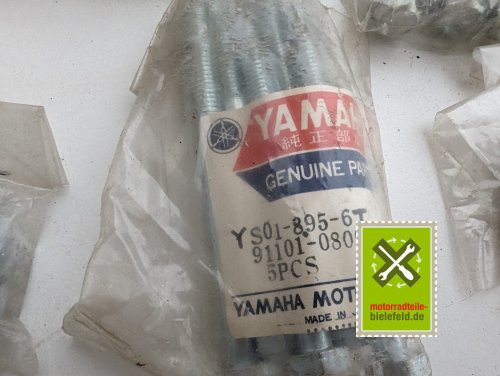 YAMAH
純正部
GENUINE PA
YS01-895-6T
91101-080
5PCS
YAMAHA MOT
MADE IN J
motorradteile-
bielefeld.de